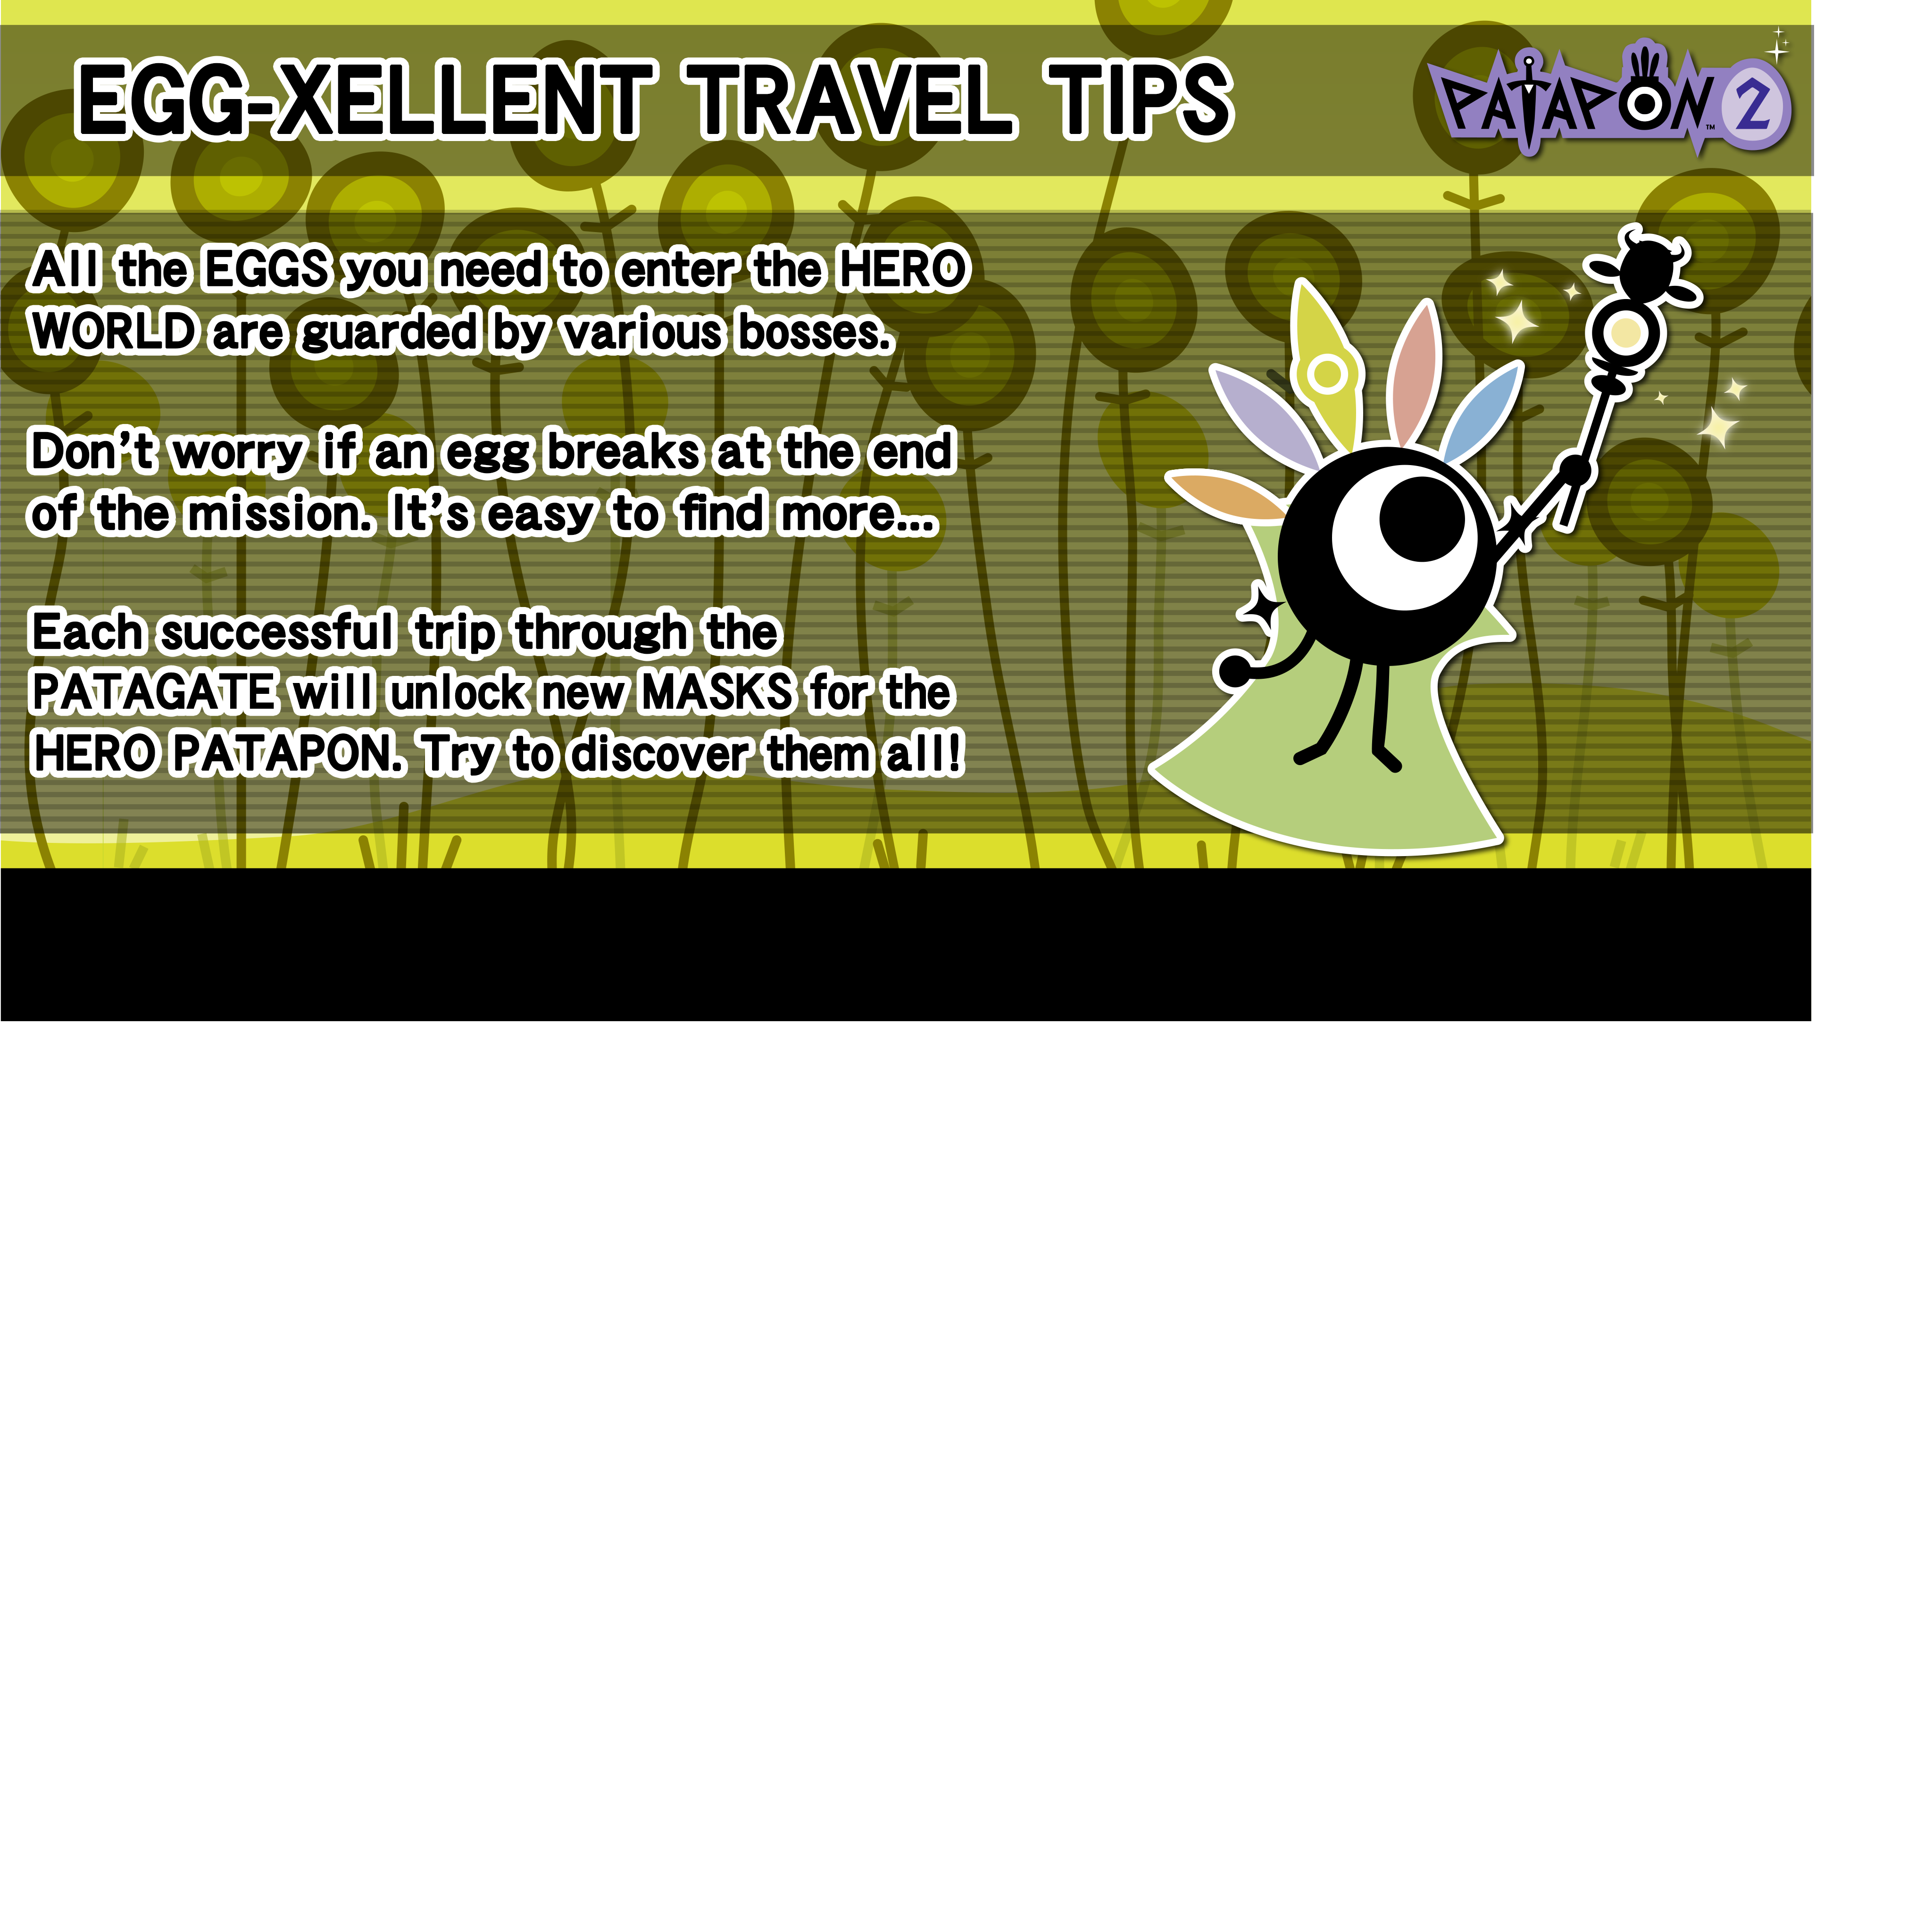 EGG-XELLENT TRAVEL TIPS
PATAPON™ 2
All the EGGS you need to enter the HERO
WORLD are guarded by various bosses.
Don't worry if an egg breaks at the end
of the mission. It's easy to find more...
Each successful trip through the
PATAGATE will unlock new MASKS for the
HERO PATAPON. Try to discover them all!